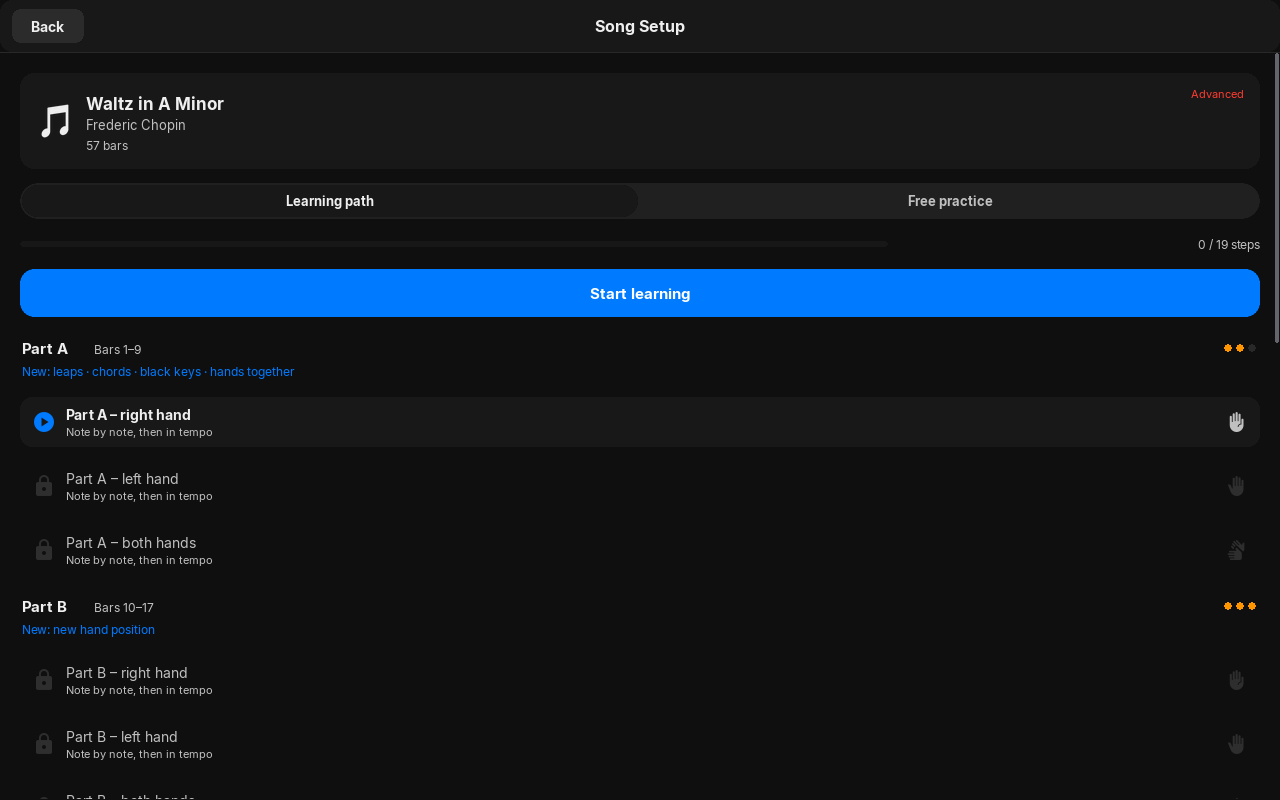 Back
Song Setup
Waltz in A Minor
Advanced
Frederic Chopin
57 bars
Learning path
Free practice
0 / 19 steps
Start learning
Part A
Bars 1–9
New: leaps · chords · black keys · hands together
Part A – right hand
Note by note, then in tempo
Part A – left hand
Note by note, then in tempo
Part A – both hands
Note by note, then in tempo
Part B
Bars 10–17
New: new hand position
Part B – right hand
Note by note, then in tempo
Part B – left hand
Note by note, then in tempo
Part B – both hands